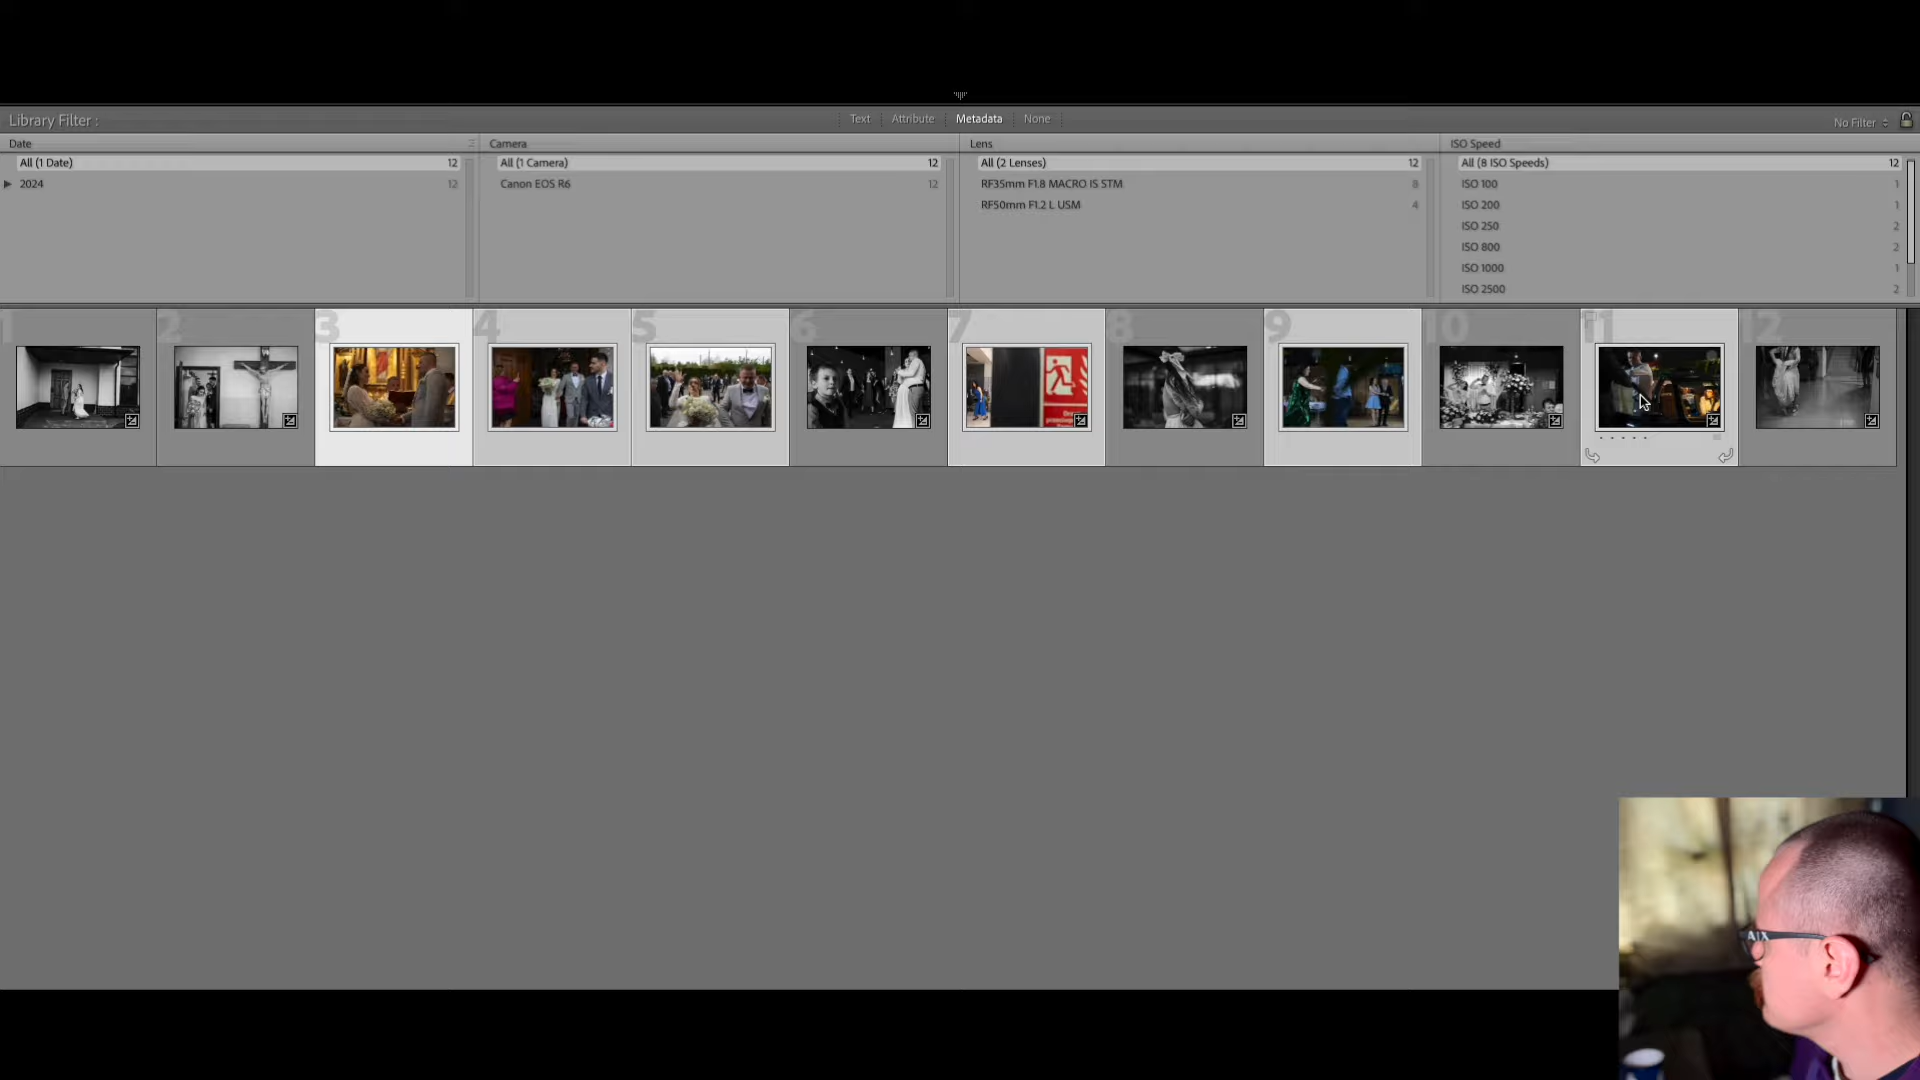 Library Filter :
Text Attribute Metadata None
No Filter
Date
All (1 Date) 12
2024 12
Camera
All (1 Camera) 12
Canon EOS R6 12
Lens
All (2 Lenses) 12
RF35mm F1.8 MACRO IS STM 8
RF50mm F1.2 L USM 4
ISO Speed
All (8 ISO Speeds) 12
ISO 100 1
ISO 200 1
ISO 250 2
ISO 800 2
ISO 1000 1
ISO 2500 2
1 2 3 4 5 6 7 8 9 10 11 12
A|X